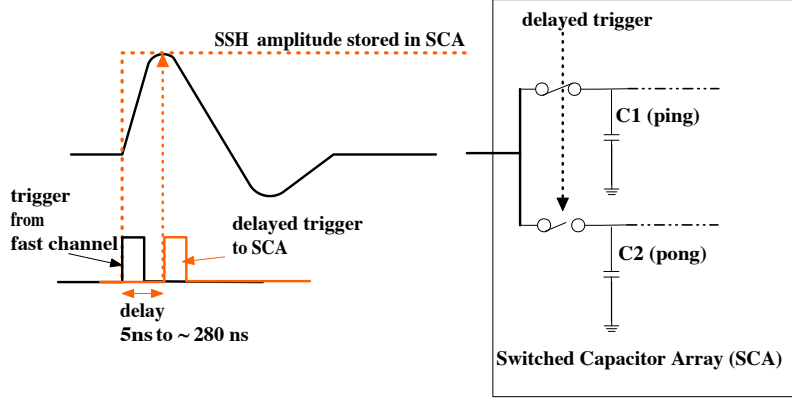 SSH amplitude stored in SCA
delayed trigger
C1 (ping)
trigger
from
fast channel
delayed trigger
to SCA
C2 (pong)
delay
5ns to ~ 280 ns
Switched Capacitor Array (SCA)